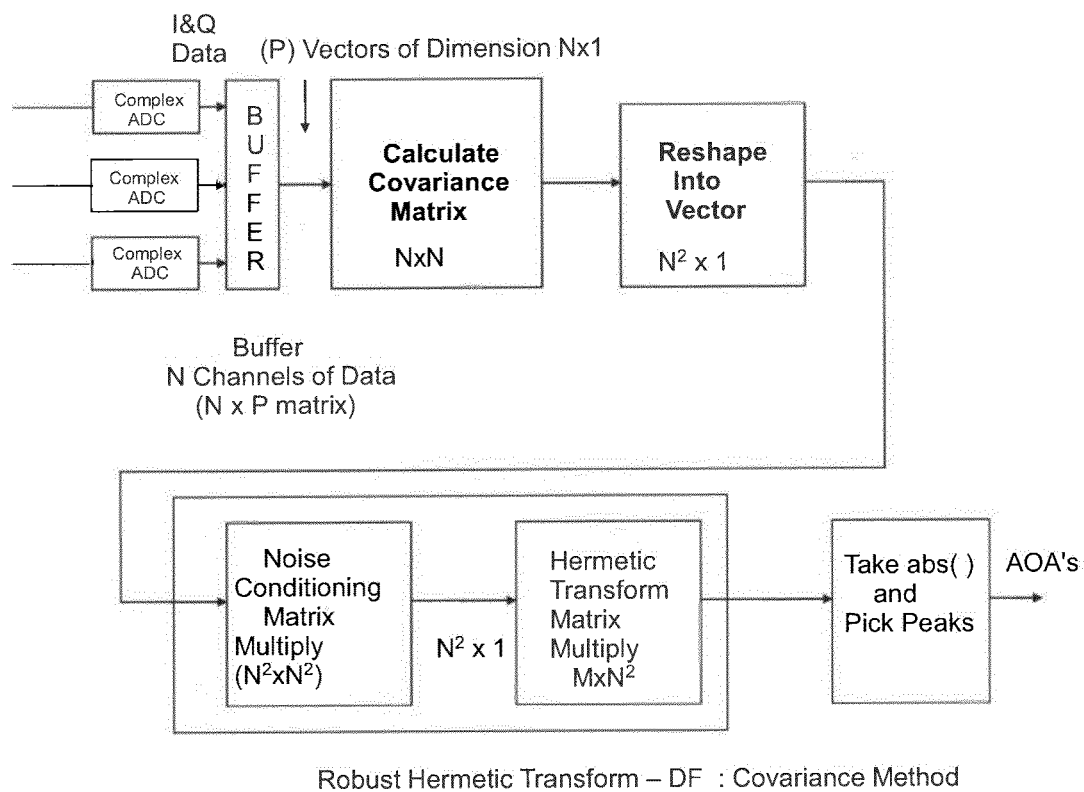 I&Q
Data
(P) Vectors of Dimension Nx1
Complex
ADC
Complex
ADC
Complex
ADC
B
U
F
F
E
R
Calculate
Covariance
Matrix
NxN
Reshape
Into
Vector
N² x 1
Buffer
N Channels of Data
(N x P matrix)
Noise
Conditioning
Matrix
Multiply
(N²xN²)
N² x 1
Hermetic
Transform
Matrix
Multiply
MxN²
Take abs( )
and
Pick Peaks
AOA's
Robust Hermetic Transform – DF : Covariance Method